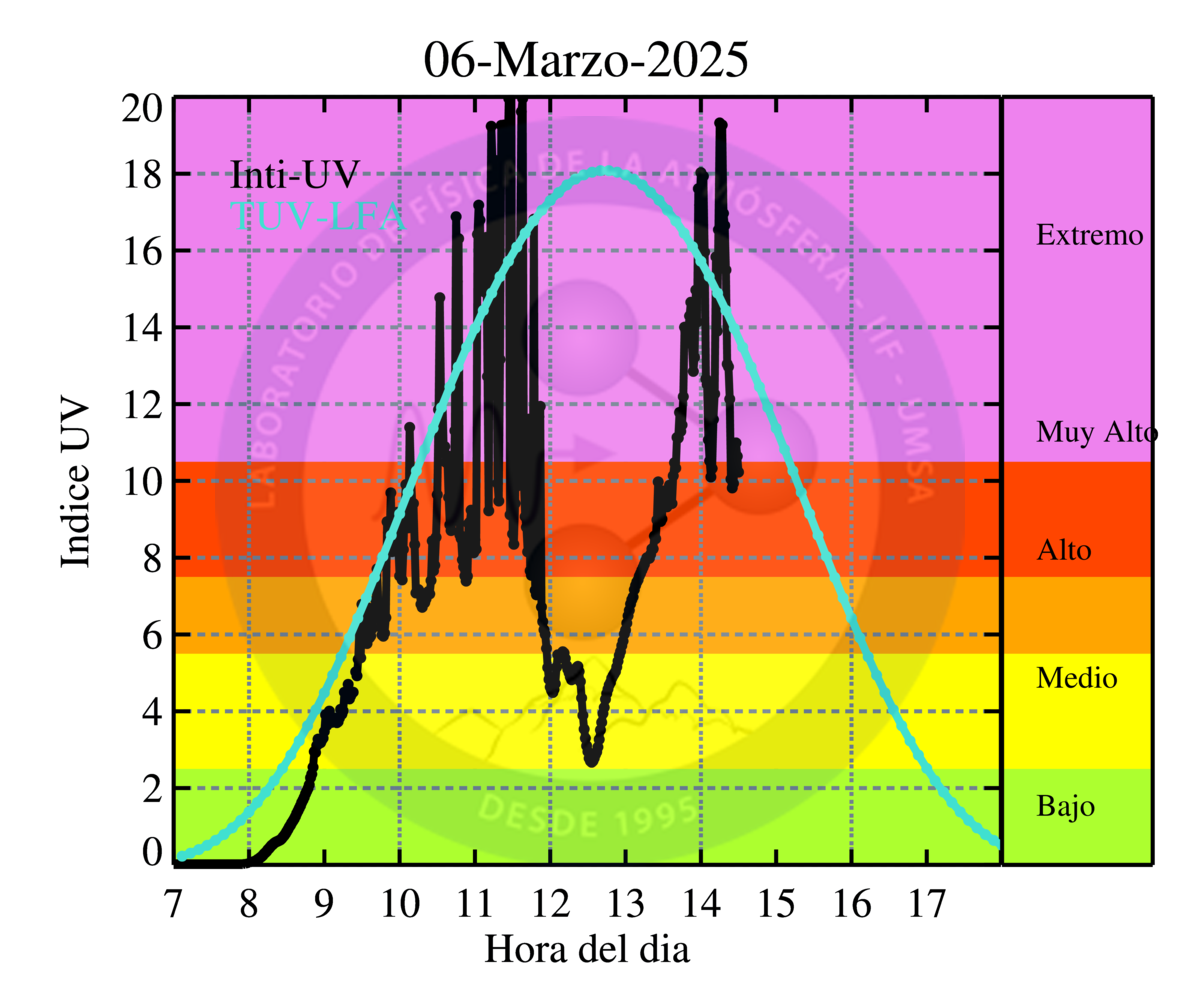 06-Marzo-2025
20
18
16
14
12
10
8
6
4
2
0
Indice UV
Inti-UV
TUV-LFA
LABORATORIO DE FÍSICA DE LA ATMÓSFERA - IIF - UMSA
DESDE 1995
Extremo
Muy Alto
Alto
Medio
Bajo
7 8 9 10 11 12 13 14 15 16 17
Hora del dia